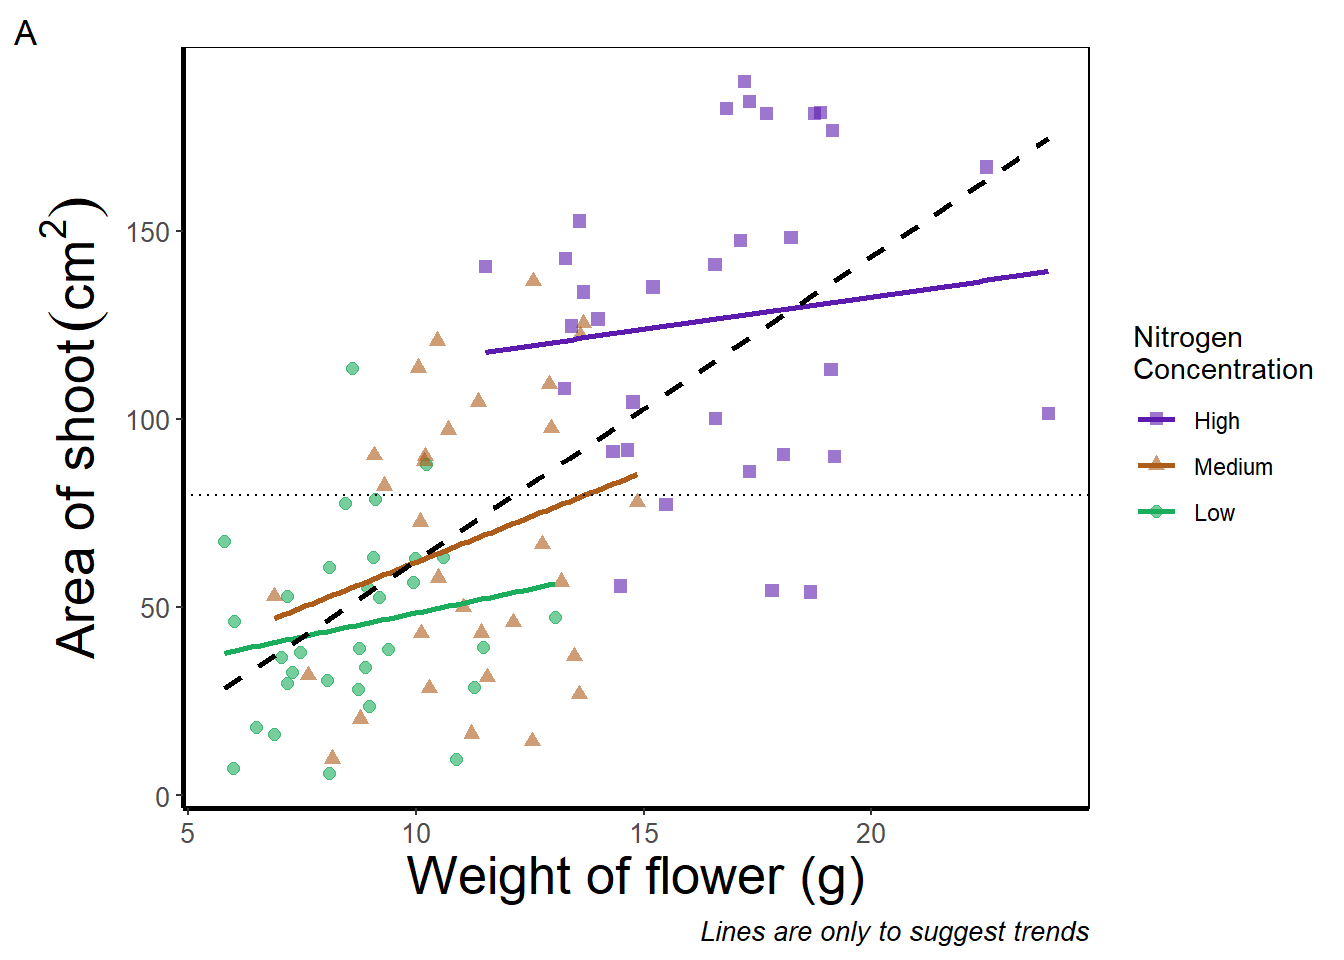 A
Area of shoot(cm²)
150
100
50
0
5 10 15 20
Weight of flower (g)
Lines are only to suggest trends
Nitrogen
Concentration
High
Medium
Low